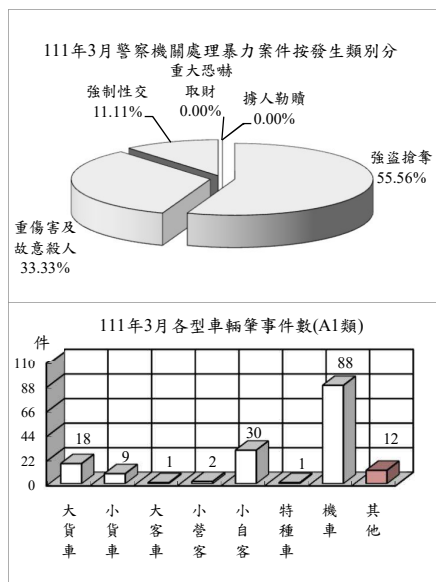 111年3月警察機關處理暴力案件按發生類別分
重大恐嚇
取財
0.00%
擄人勒贖
0.00%
強制性交
11.11%
強盜搶奪
55.56%
重傷害及
故意殺人
33.33%
111年3月各型車輛肇事件數(A1類)
件
110
88
66
44
22
0
18
9
1
2
30
1
88
12
大貨車
小貨車
大客車
小營客
小自客
特種車
機車
其他